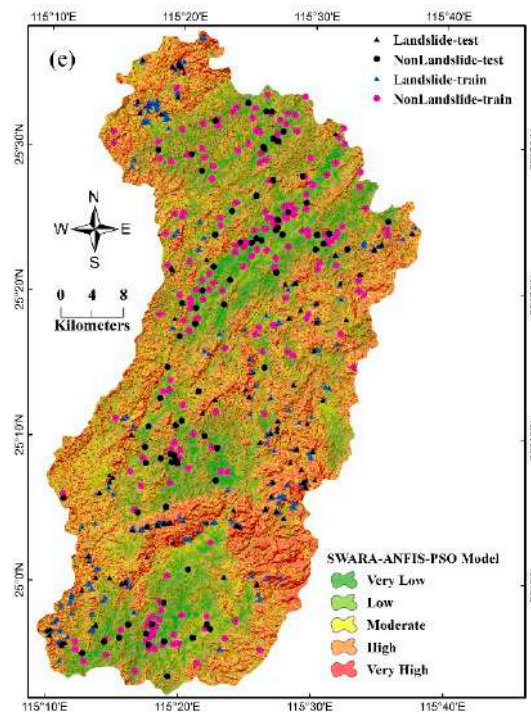 115°10'E 115°20'E 115°30'E 115°40'E
(e)
Landslide-test
NonLandslide-test
Landslide-train
NonLandslide-train
25°30'N
N
W E
S
25°20'N
0 4 8
Kilometers
25°10'N
25°0'N
SWARA-ANFIS-PSO Model
Very Low
Low
Moderate
High
Very High
115°10'E 115°20'E 115°30'E 115°40'E